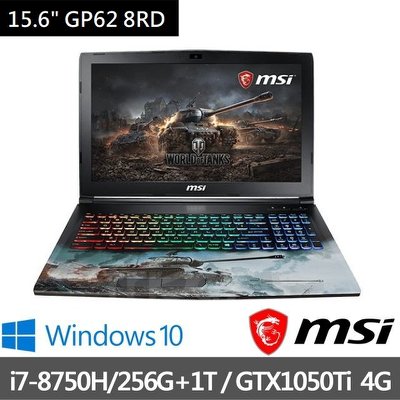 15.6" GP62 8RD
msi
WORLD OF TANKS
msi
Windows 10
msi
i7-8750H/256G+1T / GTX1050Ti 4G